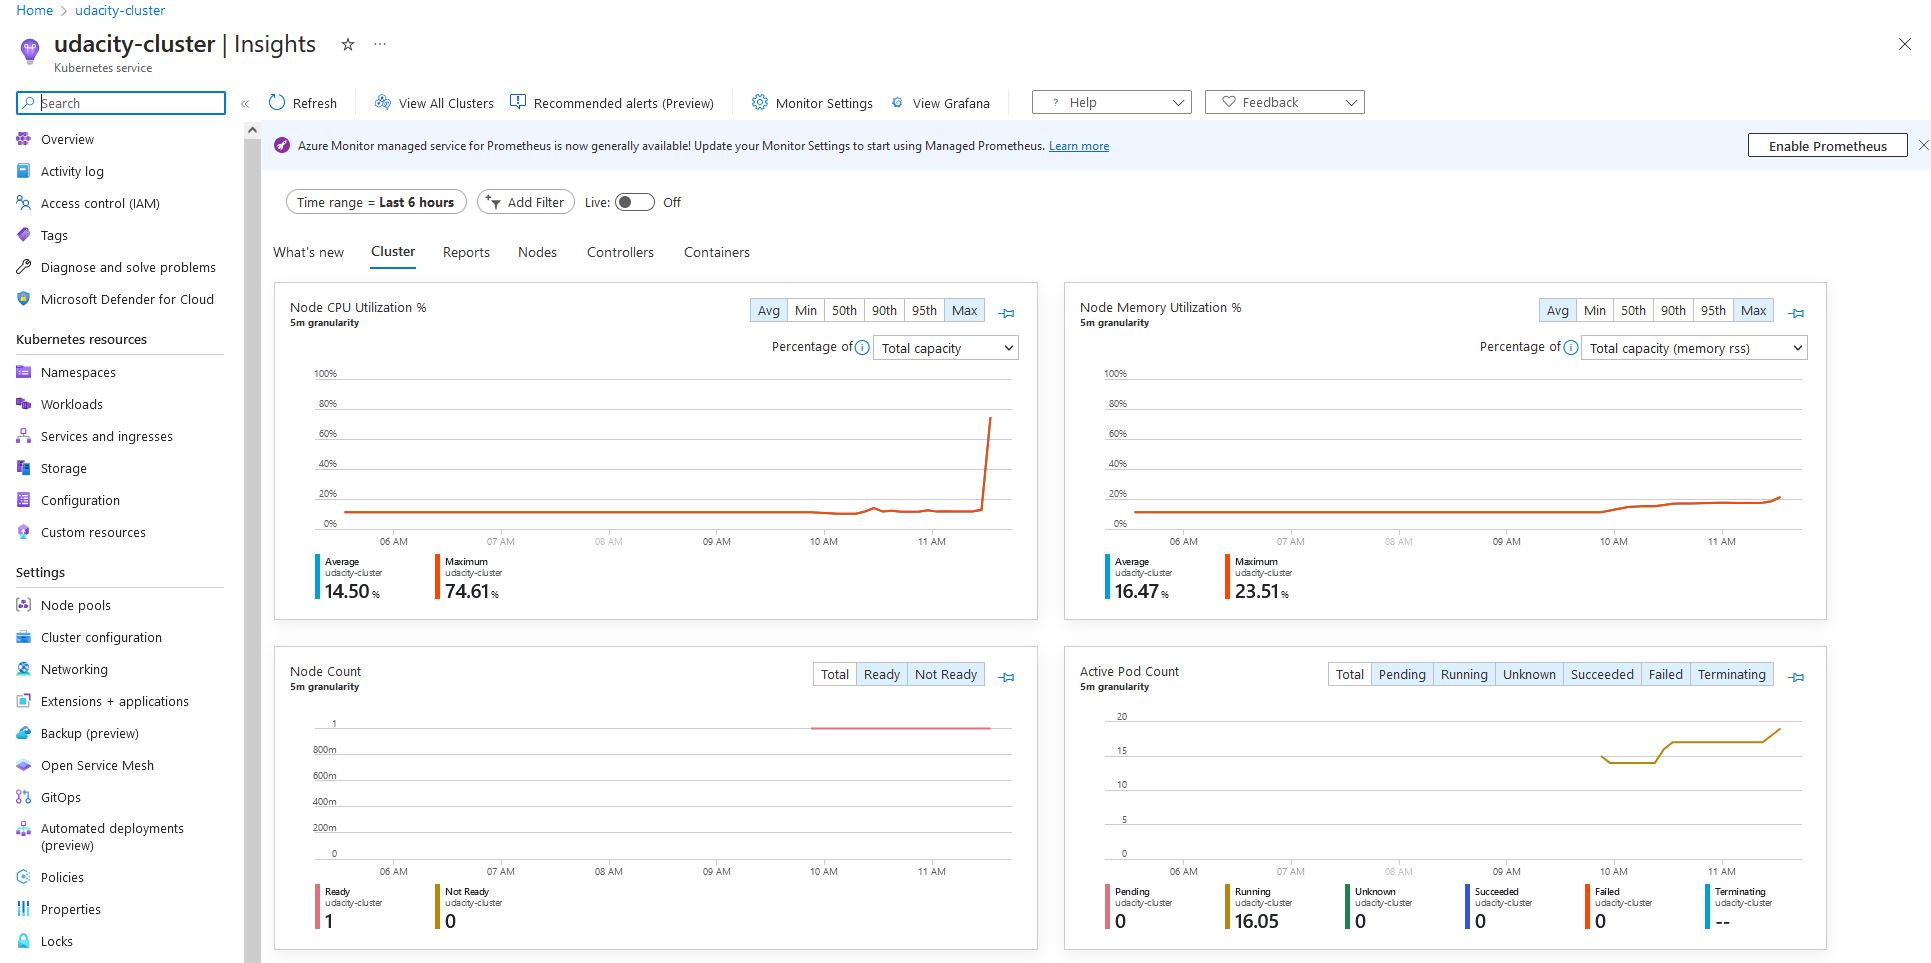 Home > udacity-cluster
udacity-cluster | Insights
Kubernetes service
Search
Overview
Activity log
Access control (IAM)
Tags
Diagnose and solve problems
Microsoft Defender for Cloud
Kubernetes resources
Namespaces
Workloads
Services and ingresses
Storage
Configuration
Custom resources
Settings
Node pools
Cluster configuration
Networking
Extensions + applications
Backup (preview)
Open Service Mesh
GitOps
Automated deployments
(preview)
Policies
Properties
Locks
Refresh View All Clusters Recommended alerts (Preview) Monitor Settings View Grafana ? Help Feedback
Azure Monitor managed service for Prometheus is now generally available! Update your Monitor Settings to start using Managed Prometheus. Learn more Enable Prometheus
Time range = Last 6 hours Add Filter Live: Off
What's new Cluster Reports Nodes Controllers Containers
Node CPU Utilization %
5m granularity
Avg Min 50th 90th 95th Max
Percentage of Total capacity
100%
80%
60%
40%
20%
0%
06 AM 07 AM 08 AM 09 AM 10 AM 11 AM
Average Maximum
udacity-cluster udacity-cluster
14.50 % 74.61 %
Node Memory Utilization %
5m granularity
Avg Min 50th 90th 95th Max
Percentage of Total capacity (memory rss)
100%
80%
60%
40%
20%
0%
06 AM 07 AM 08 AM 09 AM 10 AM 11 AM
Average Maximum
udacity-cluster udacity-cluster
16.47 % 23.51 %
Node Count
5m granularity
Total Ready Not Ready
1
800m
600m
400m
200m
0
06 AM 07 AM 08 AM 09 AM 10 AM 11 AM
Ready Not Ready
udacity-cluster udacity-cluster
1 0
Active Pod Count
5m granularity
Total Pending Running Unknown Succeeded Failed Terminating
20
15
10
5
0
06 AM 07 AM 08 AM 09 AM 10 AM 11 AM
Pending Running Unknown Succeeded Failed Terminating
udacity-cluster udacity-cluster udacity-cluster udacity-cluster udacity-cluster udacity-cluster
0 16.05 0 0 0 --